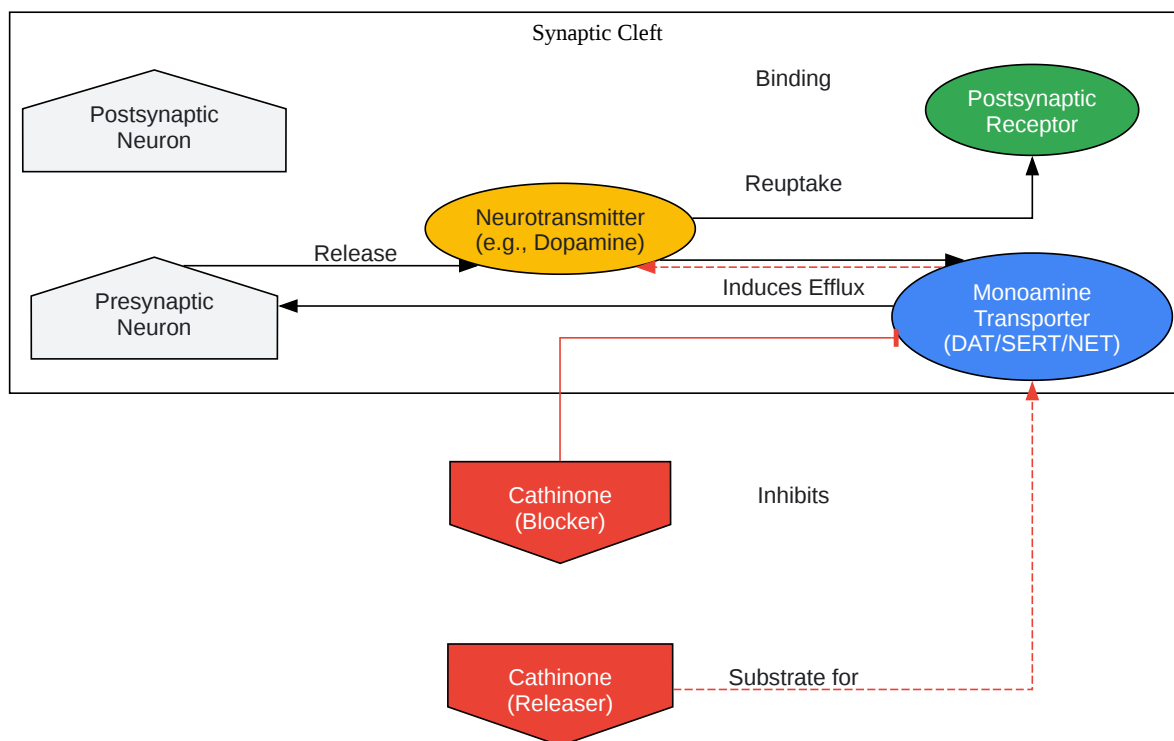 Synaptic Cleft
Binding
Postsynaptic
Receptor
Postsynaptic
Neuron
Reuptake
Neurotransmitter
(e.g., Dopamine)
Release
Induces Efflux
Monoamine
Transporter
(DAT/SERT/NET)
Presynaptic
Neuron
Cathinone
(Blocker)
Inhibits
Cathinone
(Releaser)
Substrate for